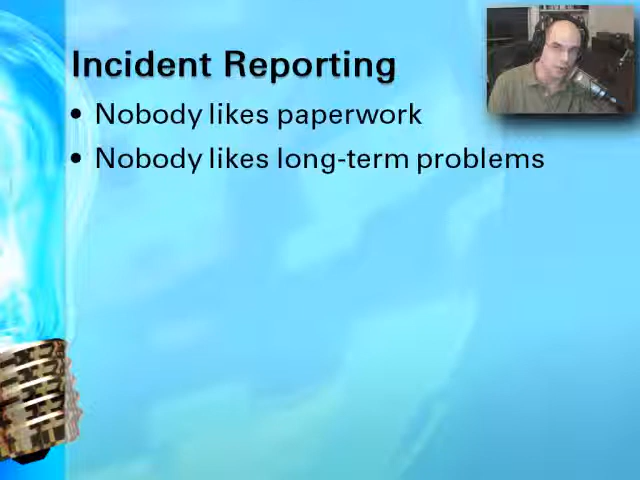 Incident Reporting
• Nobody likes paperwork
• Nobody likes long-term problems